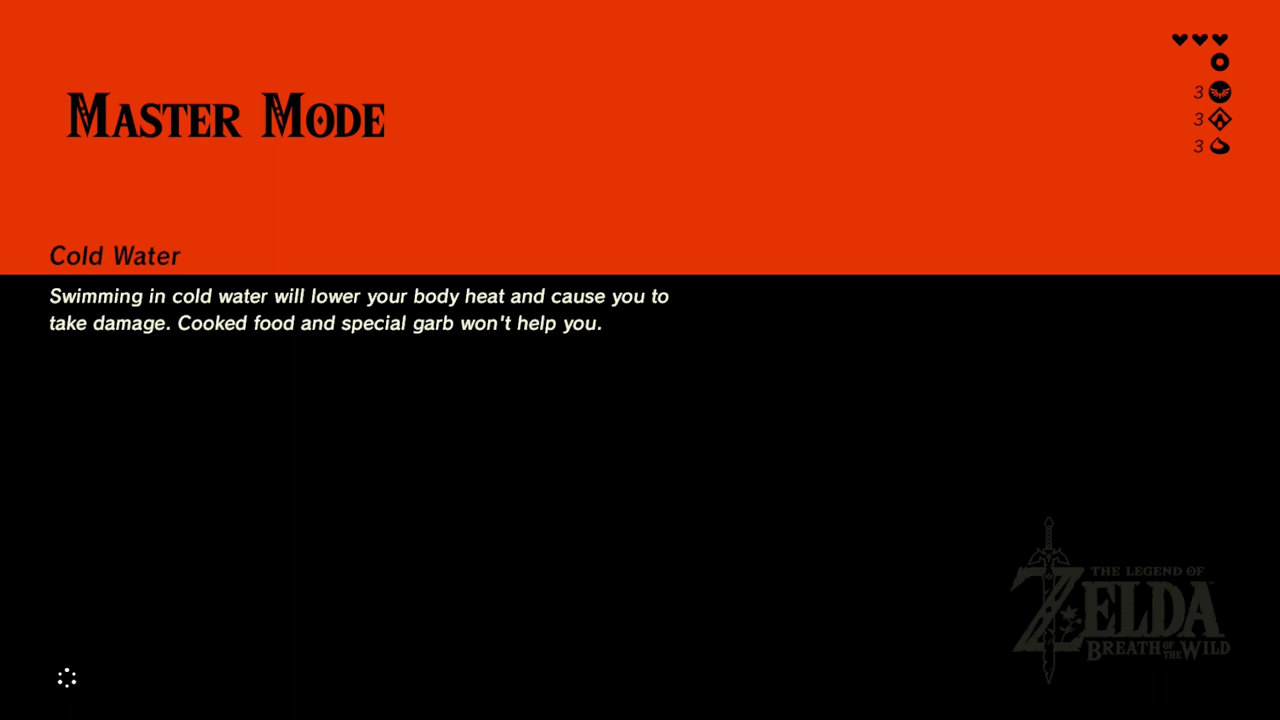 Master Mode
3
3
3
Cold Water
Swimming in cold water will lower your body heat and cause you to
take damage. Cooked food and special garb won't help you.
THE LEGEND OF
ZELDA
BREATH OF THE WILD